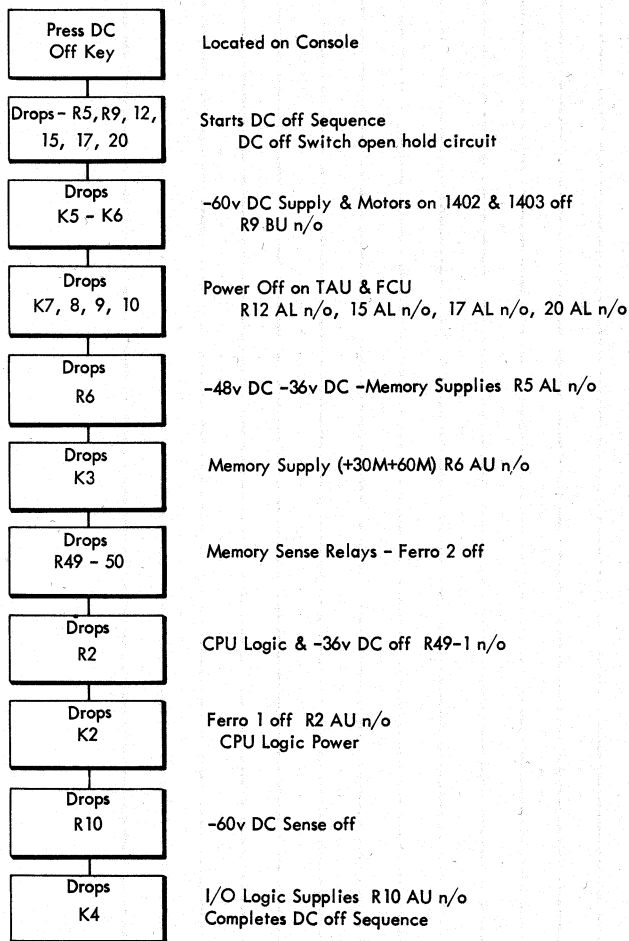 Press DC
Off Key
Located on Console
Drops - R5, R9, 12,
15, 17, 20
Starts DC off Sequence
DC off Switch open hold circuit
Drops
K5 - K6
-60v DC Supply & Motors on 1402 & 1403 off
R9 BU n/o
Drops
K7, 8, 9, 10
Power Off on TAU & FCU
R12 AL n/o, 15 AL n/o, 17 AL n/o, 20 AL n/o
Drops
R6
-48v DC -36v DC -Memory Supplies R5 AL n/o
Drops
K3
Memory Supply (+30M+60M) R6 AU n/o
Drops
R49 - 50
Memory Sense Relays - Ferro 2 off
Drops
R2
CPU Logic & -36v DC off R49-1 n/o
Drops
K2
Ferro 1 off R2 AU n/o
CPU Logic Power
Drops
R10
-60v DC Sense off
Drops
K4
I/O Logic Supplies R10 AU n/o
Completes DC off Sequence